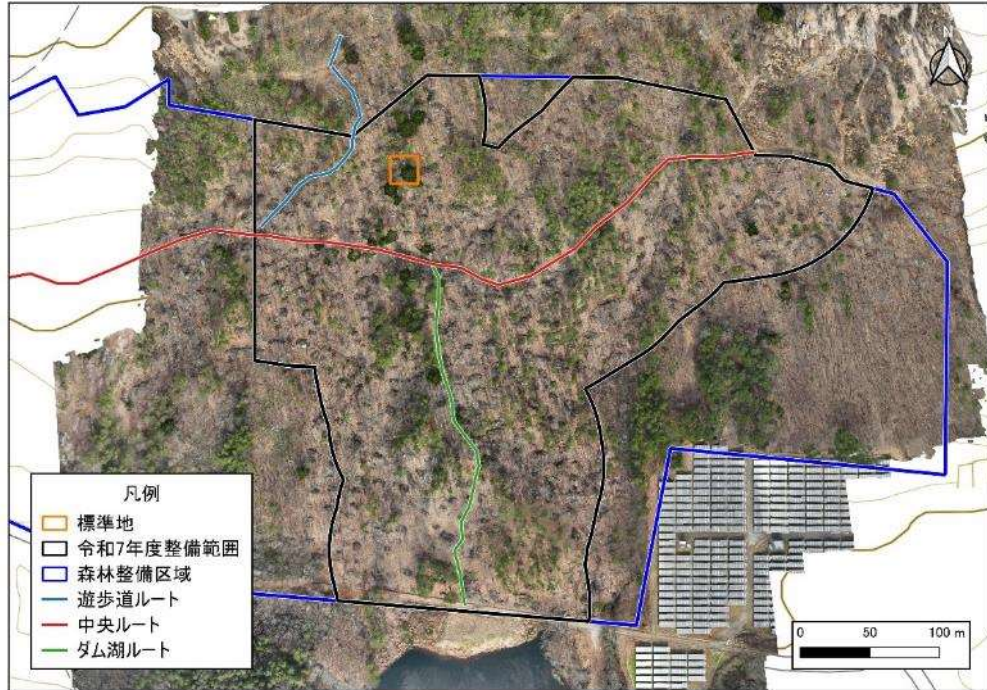 N
凡例
標準地
令和7年度整備範囲
森林整備区域
遊歩道ルート
中央ルート
ダム湖ルート
0 50 100 m